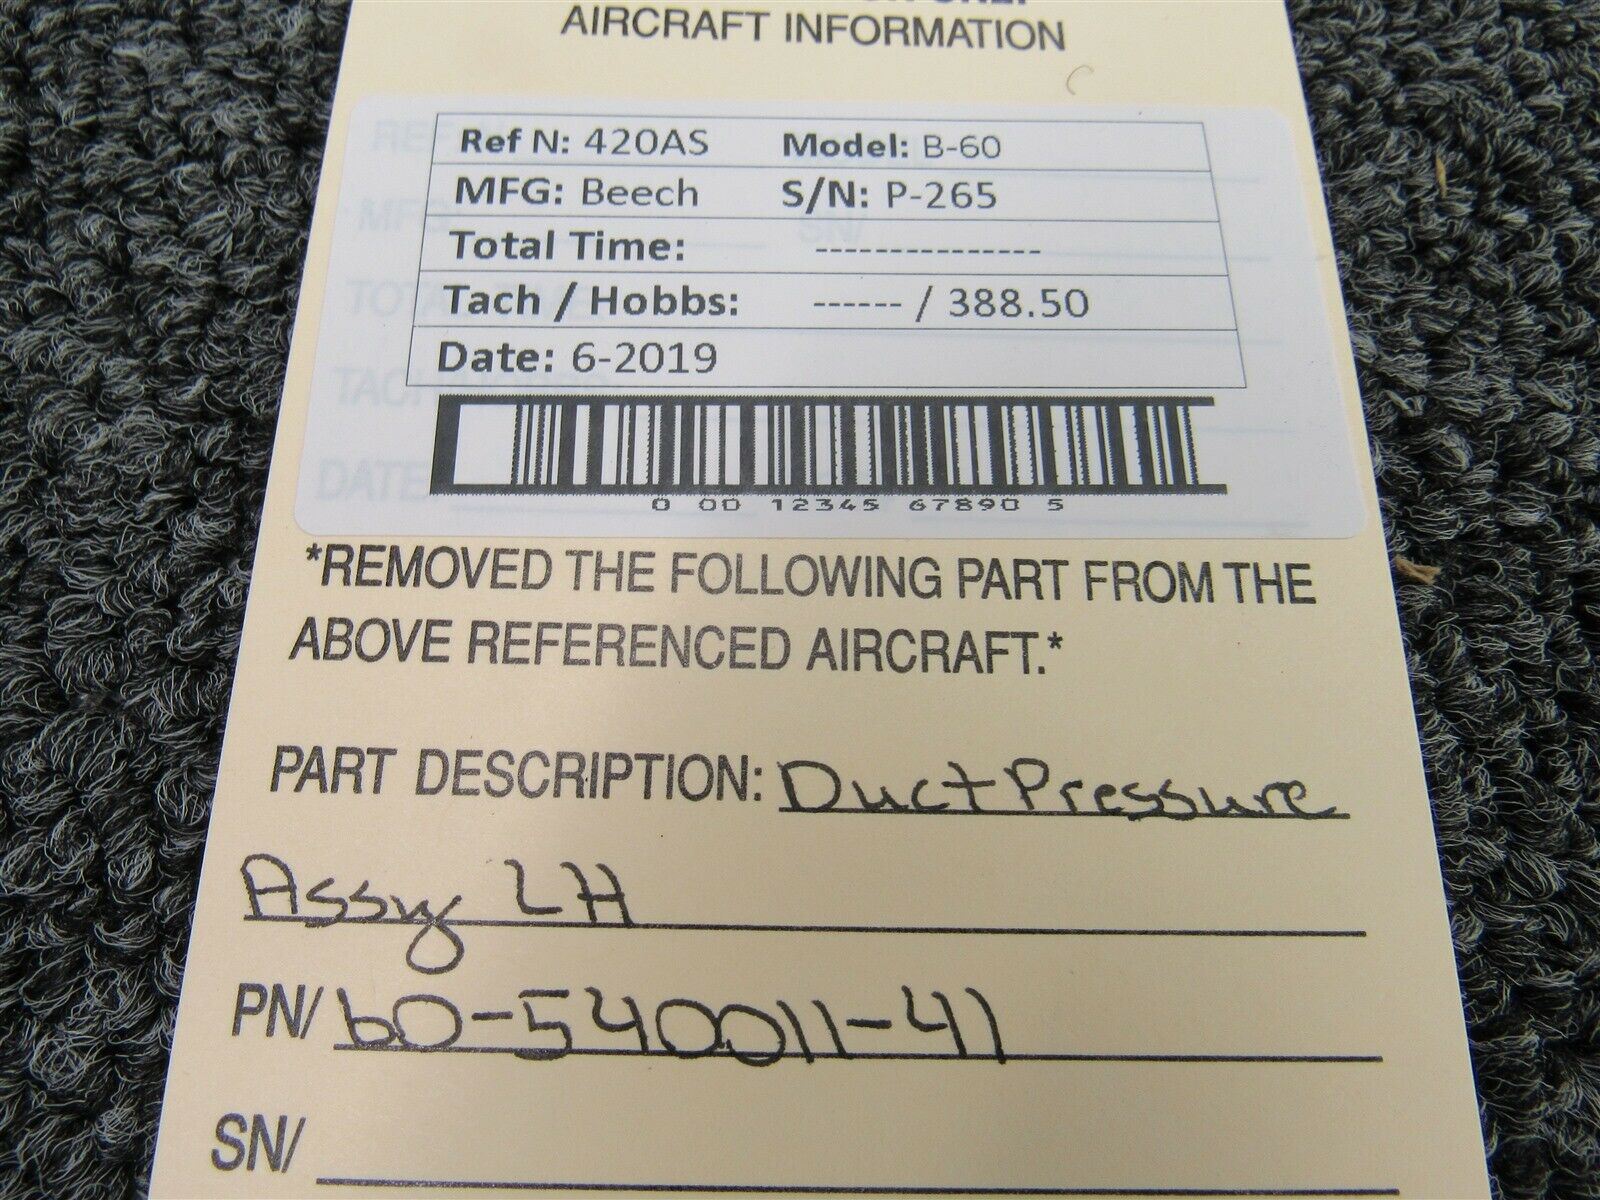 AIRCRAFT INFORMATION
Ref N: 420AS Model: B-60
MFG: Beech S/N: P-265
Total Time: ---------------
Tach / Hobbs: ------ / 388.50
Date: 6-2019
0 00 12345 67890 5
*REMOVED THE FOLLOWING PART FROM THE
ABOVE REFERENCED AIRCRAFT.*
PART DESCRIPTION: Duct Pressure
Assy LH
PN/ 60-540011-41
SN/